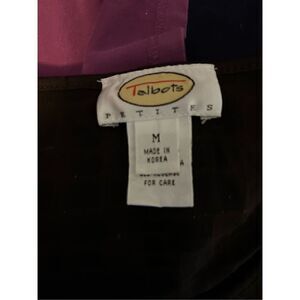 Talbots
PETITES
M
MADE IN
KOREA
FOR CARE